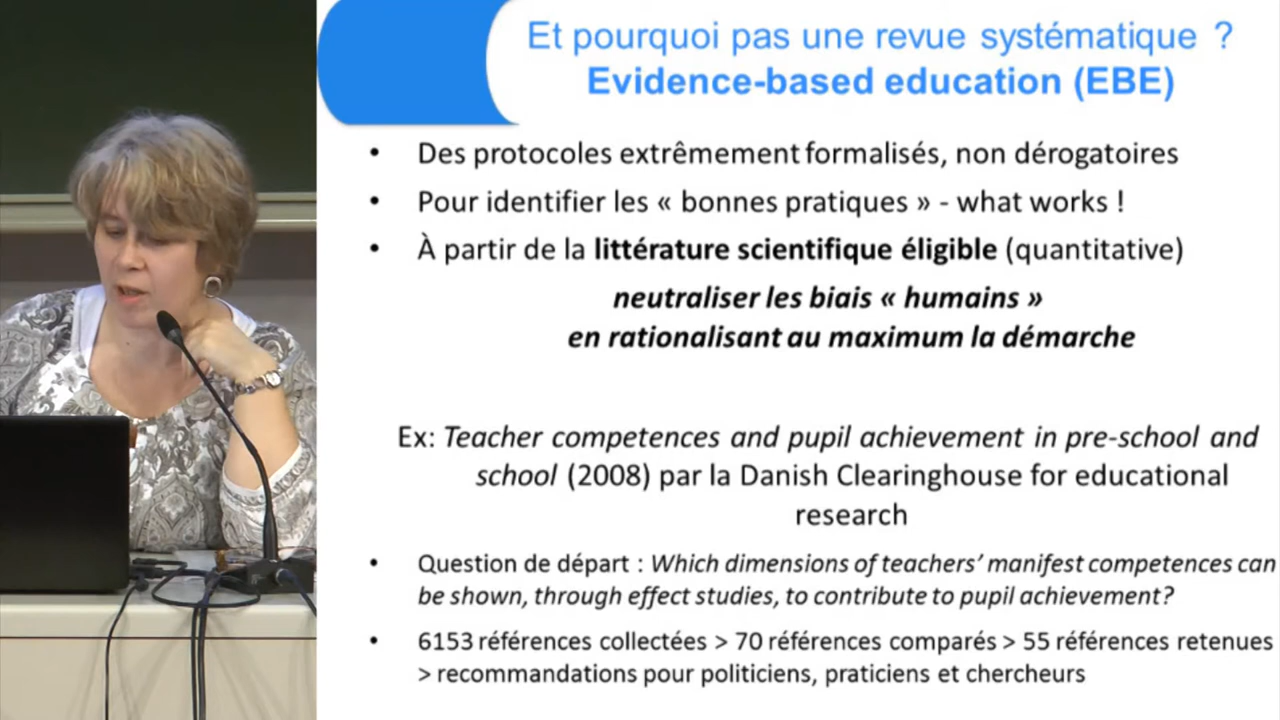 Et pourquoi pas une revue systématique ?
Evidence-based education (EBE)
• Des protocoles extrêmement formalisés, non dérogatoires
• Pour identifier les « bonnes pratiques » - what works !
• À partir de la littérature scientifique éligible (quantitative)
neutraliser les biais « humains »
en rationalisant au maximum la démarche
Ex: Teacher competences and pupil achievement in pre-school and
school (2008) par la Danish Clearinghouse for educational
research
• Question de départ : Which dimensions of teachers’ manifest competences can
be shown, through effect studies, to contribute to pupil achievement?
• 6153 références collectées > 70 références comparés > 55 références retenues
> recommandations pour politiciens, praticiens et chercheurs